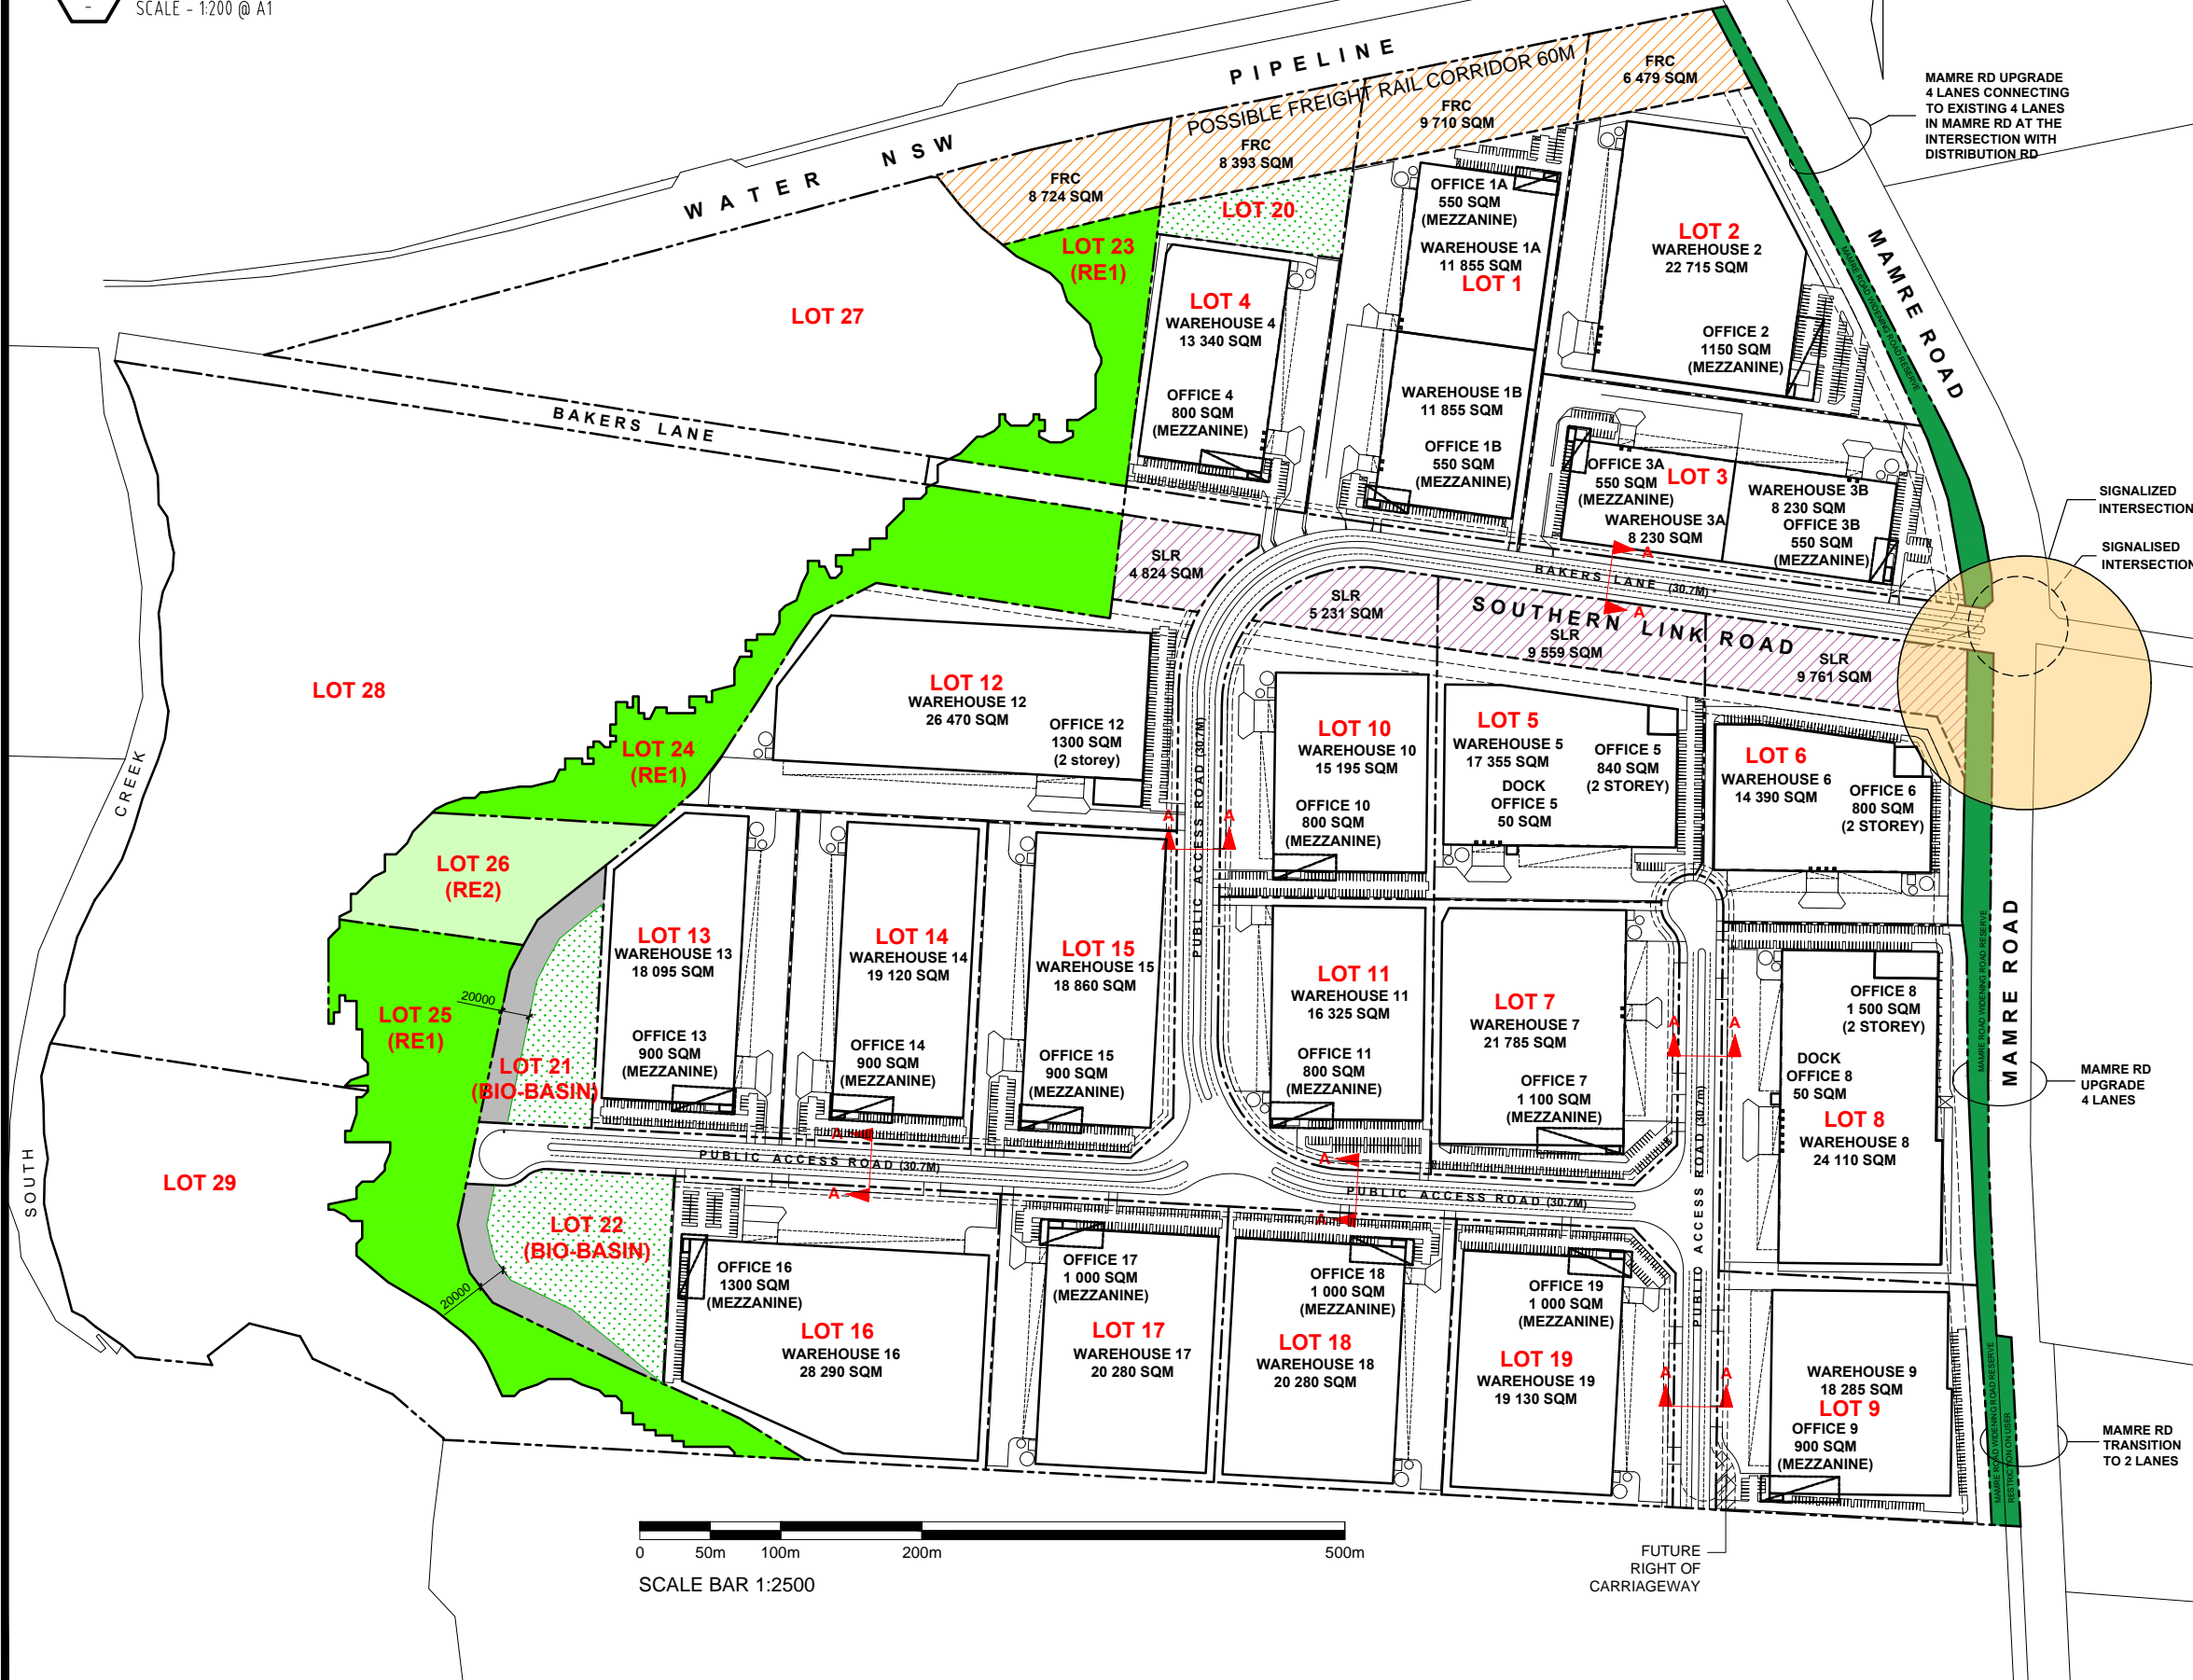 -
SCALE - 1:200 @ A1
WATER NSW PIPELINE
POSSIBLE FREIGHT RAIL CORRIDOR 60M
FRC
8 724 SQM
FRC
8 393 SQM
FRC
9 710 SQM
FRC
6 479 SQM
MAMRE RD UPGRADE
4 LANES CONNECTING
TO EXISTING 4 LANES
IN MAMRE RD AT THE
INTERSECTION WITH
DISTRIBUTION RD
MAMRE ROAD
MAMRE ROAD WIDENING ROAD RESERVE
LOT 20
LOT 23
(RE1)
LOT 27
BAKERS LANE
LOT 4
WAREHOUSE 4
13 340 SQM
OFFICE 4
800 SQM
(MEZZANINE)
OFFICE 1A
550 SQM
(MEZZANINE)
WAREHOUSE 1A
11 855 SQM
LOT 1
WAREHOUSE 1B
11 855 SQM
OFFICE 1B
550 SQM
(MEZZANINE)
LOT 2
WAREHOUSE 2
22 715 SQM
OFFICE 2
1150 SQM
(MEZZANINE)
OFFICE 3A
550 SQM
(MEZZANINE)
LOT 3
WAREHOUSE 3A
8 230 SQM
WAREHOUSE 3B
8 230 SQM
OFFICE 3B
550 SQM
(MEZZANINE)
SIGNALIZED
INTERSECTION
SIGNALISED
INTERSECTION
A
A
BAKERS LANE (30.7M)
SLR
4 824 SQM
SLR
5 231 SQM
SOUTHERN LINK ROAD
SLR
9 559 SQM
SLR
9 761 SQM
LOT 28
SOUTH CREEK
LOT 24
(RE1)
LOT 12
WAREHOUSE 12
26 470 SQM
OFFICE 12
1300 SQM
(2 storey)
PUBLIC ACCESS ROAD (30.7M)
A
A
LOT 10
WAREHOUSE 10
15 195 SQM
OFFICE 10
800 SQM
(MEZZANINE)
LOT 5
WAREHOUSE 5
17 355 SQM
DOCK
OFFICE 5
50 SQM
OFFICE 5
840 SQM
(2 STOREY)
LOT 6
WAREHOUSE 6
14 390 SQM
OFFICE 6
800 SQM
(2 STOREY)
LOT 26
(RE2)
LOT 25
(RE1)
20000
LOT 21
(BIO-BASIN)
LOT 13
WAREHOUSE 13
18 095 SQM
OFFICE 13
900 SQM
(MEZZANINE)
LOT 14
WAREHOUSE 14
19 120 SQM
OFFICE 14
900 SQM
(MEZZANINE)
LOT 15
WAREHOUSE 15
18 860 SQM
OFFICE 15
900 SQM
(MEZZANINE)
LOT 11
WAREHOUSE 11
16 325 SQM
OFFICE 11
800 SQM
(MEZZANINE)
LOT 7
WAREHOUSE 7
21 785 SQM
OFFICE 7
1 100 SQM
(MEZZANINE)
A
A
PUBLIC ACCESS ROAD (30.7m)
OFFICE 8
1 500 SQM
(2 STOREY)
DOCK
OFFICE 8
50 SQM
LOT 8
WAREHOUSE 8
24 110 SQM
MAMRE ROAD WIDENING ROAD RESERVE
MAMRE ROAD
MAMRE RD
UPGRADE
4 LANES
LOT 29
A
PUBLIC ACCESS ROAD (30.7M)
A
A
PUBLIC ACCESS ROAD (30.7M)
A
LOT 22
(BIO-BASIN)
20000
OFFICE 16
1300 SQM
(MEZZANINE)
LOT 16
WAREHOUSE 16
28 290 SQM
OFFICE 17
1 000 SQM
(MEZZANINE)
LOT 17
WAREHOUSE 17
20 280 SQM
OFFICE 18
1 000 SQM
(MEZZANINE)
LOT 18
WAREHOUSE 18
20 280 SQM
OFFICE 19
1 000 SQM
(MEZZANINE)
LOT 19
WAREHOUSE 19
19 130 SQM
A
A
WAREHOUSE 9
18 285 SQM
LOT 9
OFFICE 9
900 SQM
(MEZZANINE)
MAMRE ROAD WIDENING ROAD RESERVE
RESTRICTION ON USER
MAMRE RD
TRANSITION
TO 2 LANES
0 50m 100m 200m 500m
SCALE BAR 1:2500
FUTURE
RIGHT OF
CARRIAGEWAY